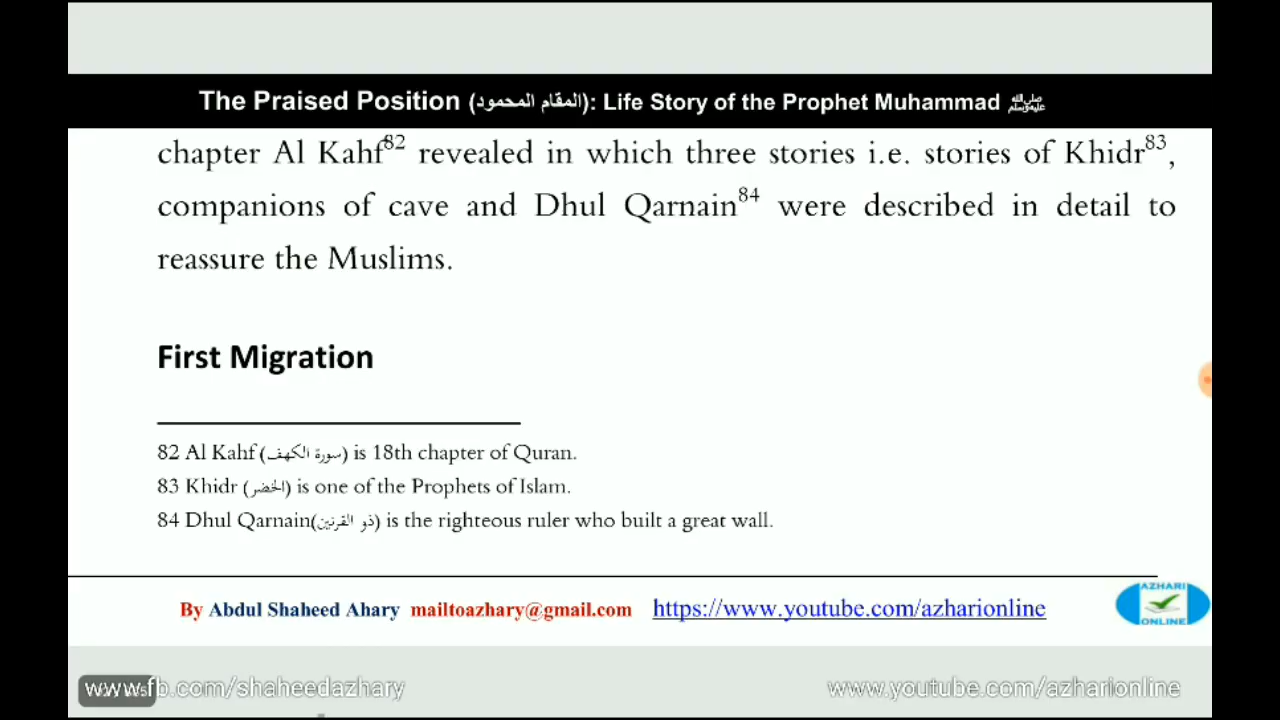 The Praised Position (المقام المحمود): Life Story of the Prophet Muhammad ﷺ
chapter Al Kahf82 revealed in which three stories i.e. stories of Khidr83,
companions of cave and Dhul Qarnain84 were described in detail to
reassure the Muslims.
First Migration
82 Al Kahf (سورة الكهف) is 18th chapter of Quran.
83 Khidr (الخضر) is one of the Prophets of Islam.
84 Dhul Qarnain(ذو القرنين) is the righteous ruler who built a great wall.
By Abdul Shaheed Ahary mailtoazhary@gmail.com https://www.youtube.com/azharionline
AZHARI
ONLINE
www.fb.com/shaheedazhary www.youtube.com/azharionline